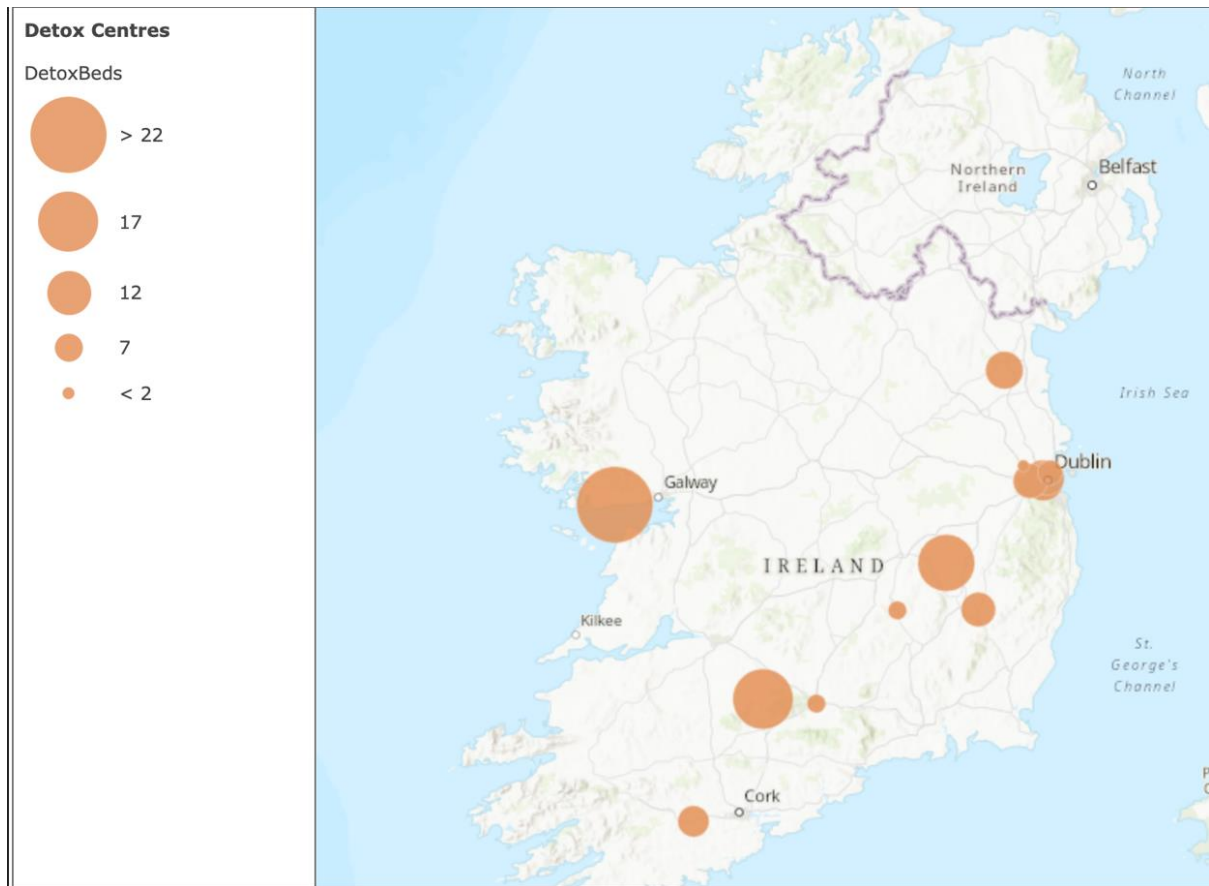 Detox Centres
DetoxBeds
> 22
17
12
7
< 2
North
Channel
Northern
Ireland
Belfast
Irish Sea
Dublin
Galway
IRELAND
Kilkee
St.
George's
Channel
Cork